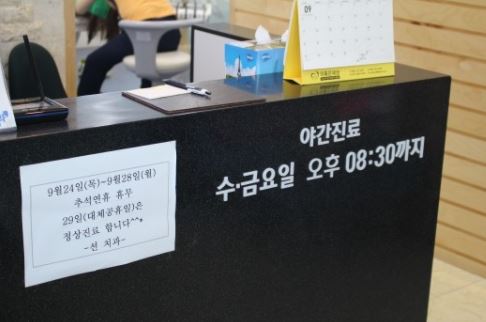 09
야간진료
수·금요일 오후 08:30까지
9월24일(목)~9월28일(월)
추석연휴 휴무
29일(대체공휴일)은
정상진료 합니다^^*
-선 치과-